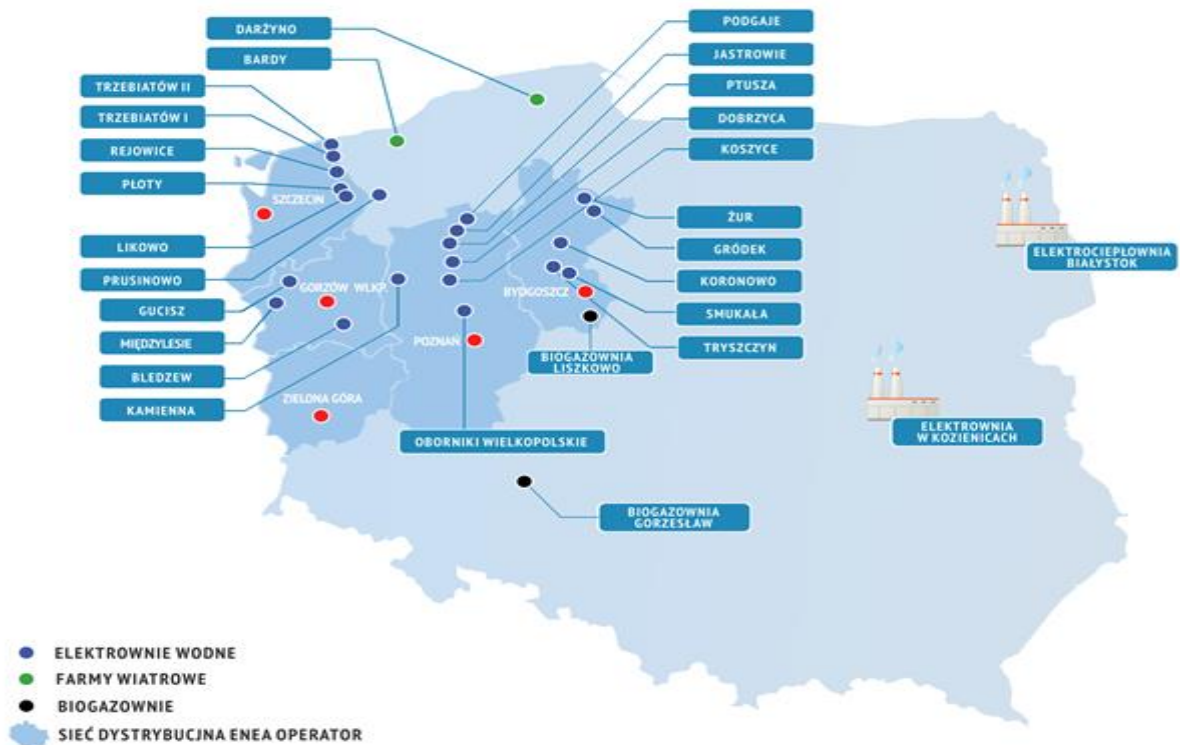 DARŻYNO
BARDY
TRZEBIATÓW II
TRZEBIATÓW I
REJOWICE
PŁOTY
LIKOWO
PRUSINOWO
GUCISZ
MIĘDZYLESIE
BLEDZEW
KAMIENNA
PODGAJE
JASTROWIE
PTUSZA
DOBRZYCA
KOSZYCE
ŻUR
GRÓDEK
KORONOWO
SMUKAŁA
TRYSZCZYN
SZCZECIN
GORZÓW WLKP.
BYDGOSZCZ
POZNAŃ
ZIELONA GÓRA
BIOGAZOWNIA
LISZKOWO
OBORNIKI WIELKOPOLSKIE
BIOGAZOWNIA
GORZESŁAW
ELEKTROCIEPŁOWNIA
BIAŁYSTOK
ELEKTROWNIA
W KOZIENICACH
ELEKTROWNIE WODNE
FARMY WIATROWE
BIOGAZOWNIE
SIEĆ DYSTRYBUCJNA ENEA OPERATOR